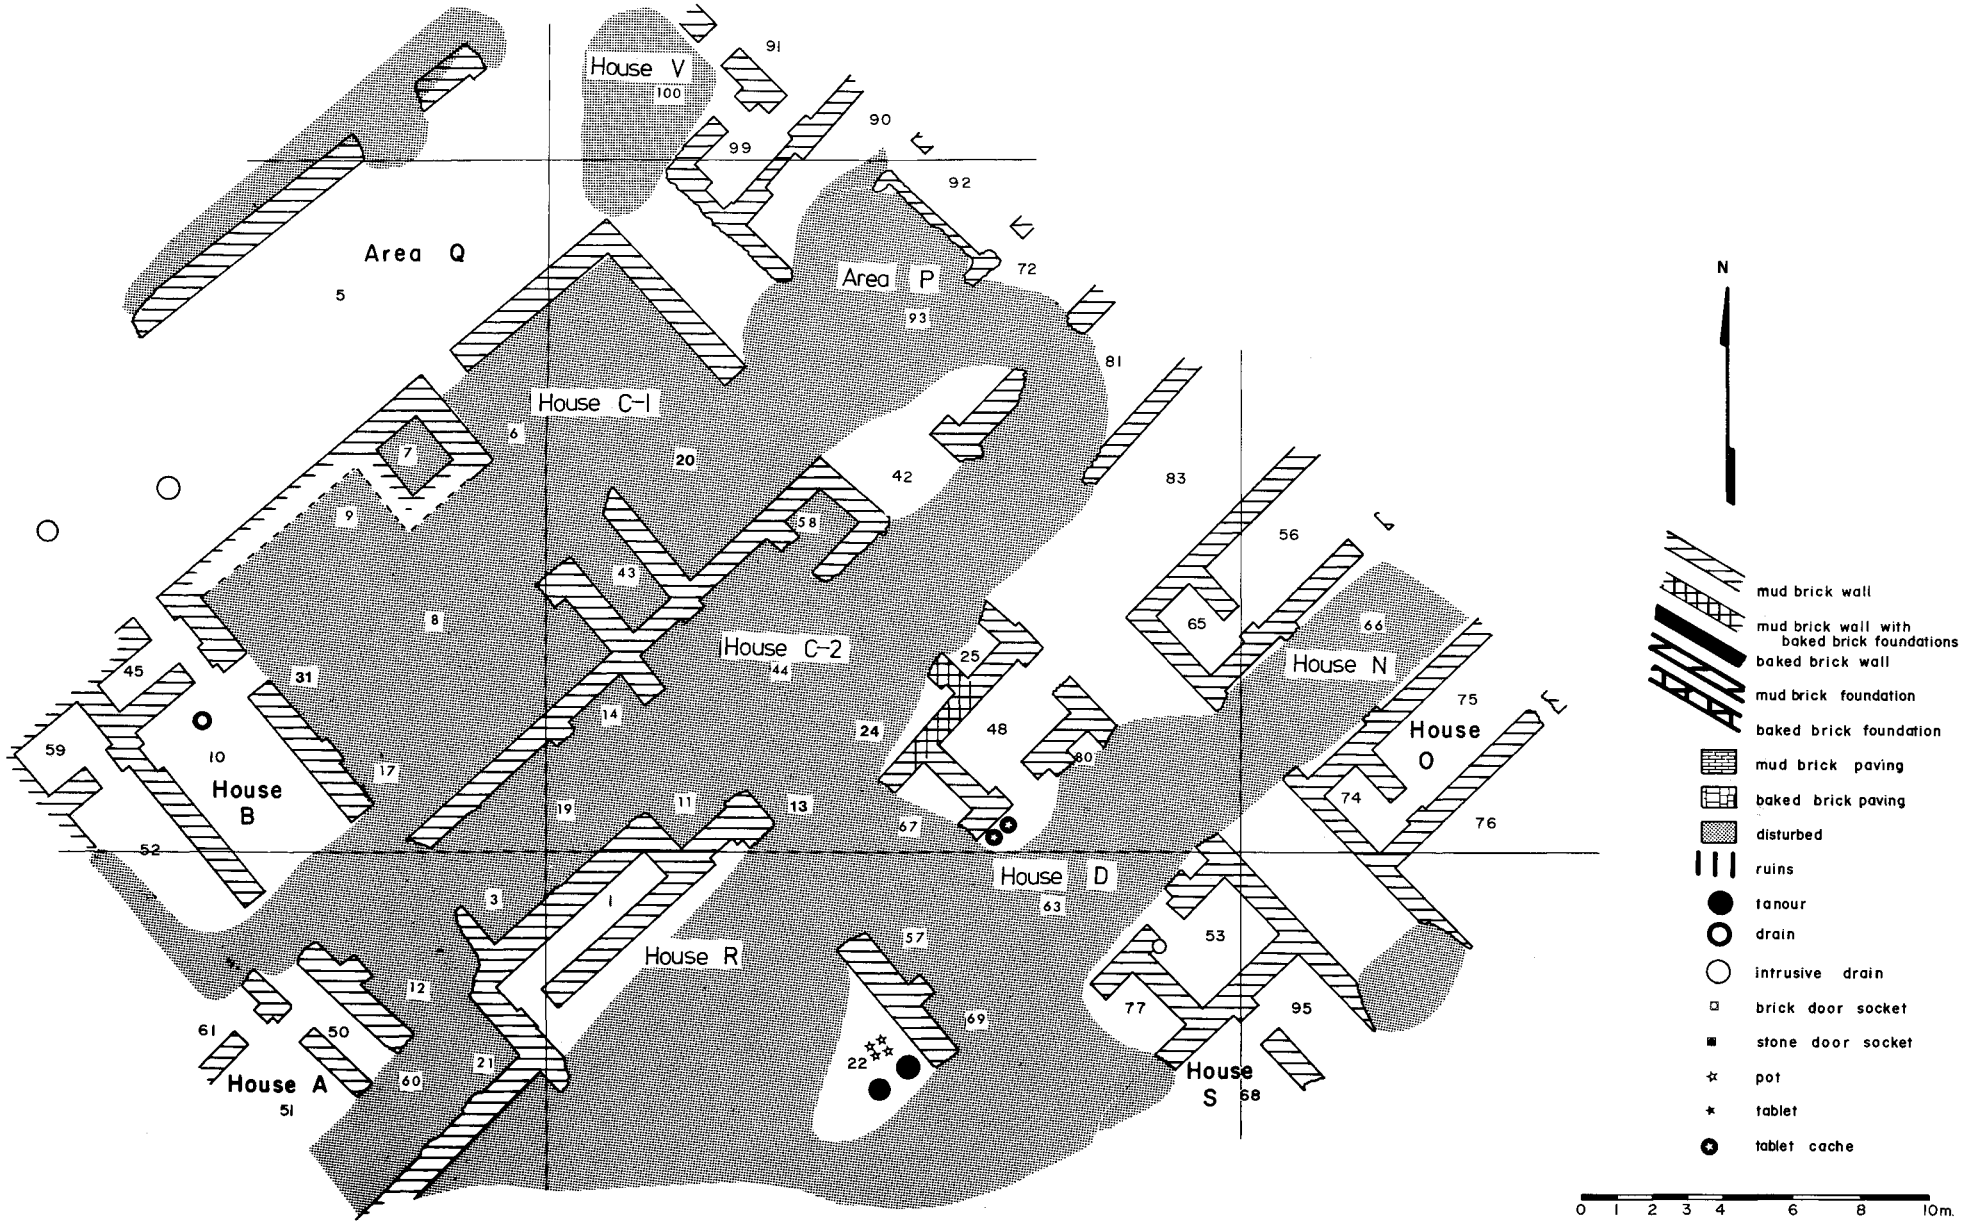 91
House V
100
90
99
92
Area Q
72
Area P
5
93
81
House C-1
6
7
20
42
83
9
58
56
43
8
65
66
House C-2
44
25
House N
45
31
75
14
24
48
House
O
59
10
17
80
House
B
19
11
13
74
67
76
52
House D
3
1
63
53
57
House R
12
69
77
95
61
50
21
22
House A
60
House
S 68
51
N
mud brick wall
mud brick wall with
baked brick foundations
baked brick wall
mud brick foundation
baked brick foundation
mud brick paving
baked brick paving
disturbed
ruins
tanour
drain
intrusive drain
brick door socket
stone door socket
pot
tablet
tablet cache
0 1 2 3 4 6 8 10 m.